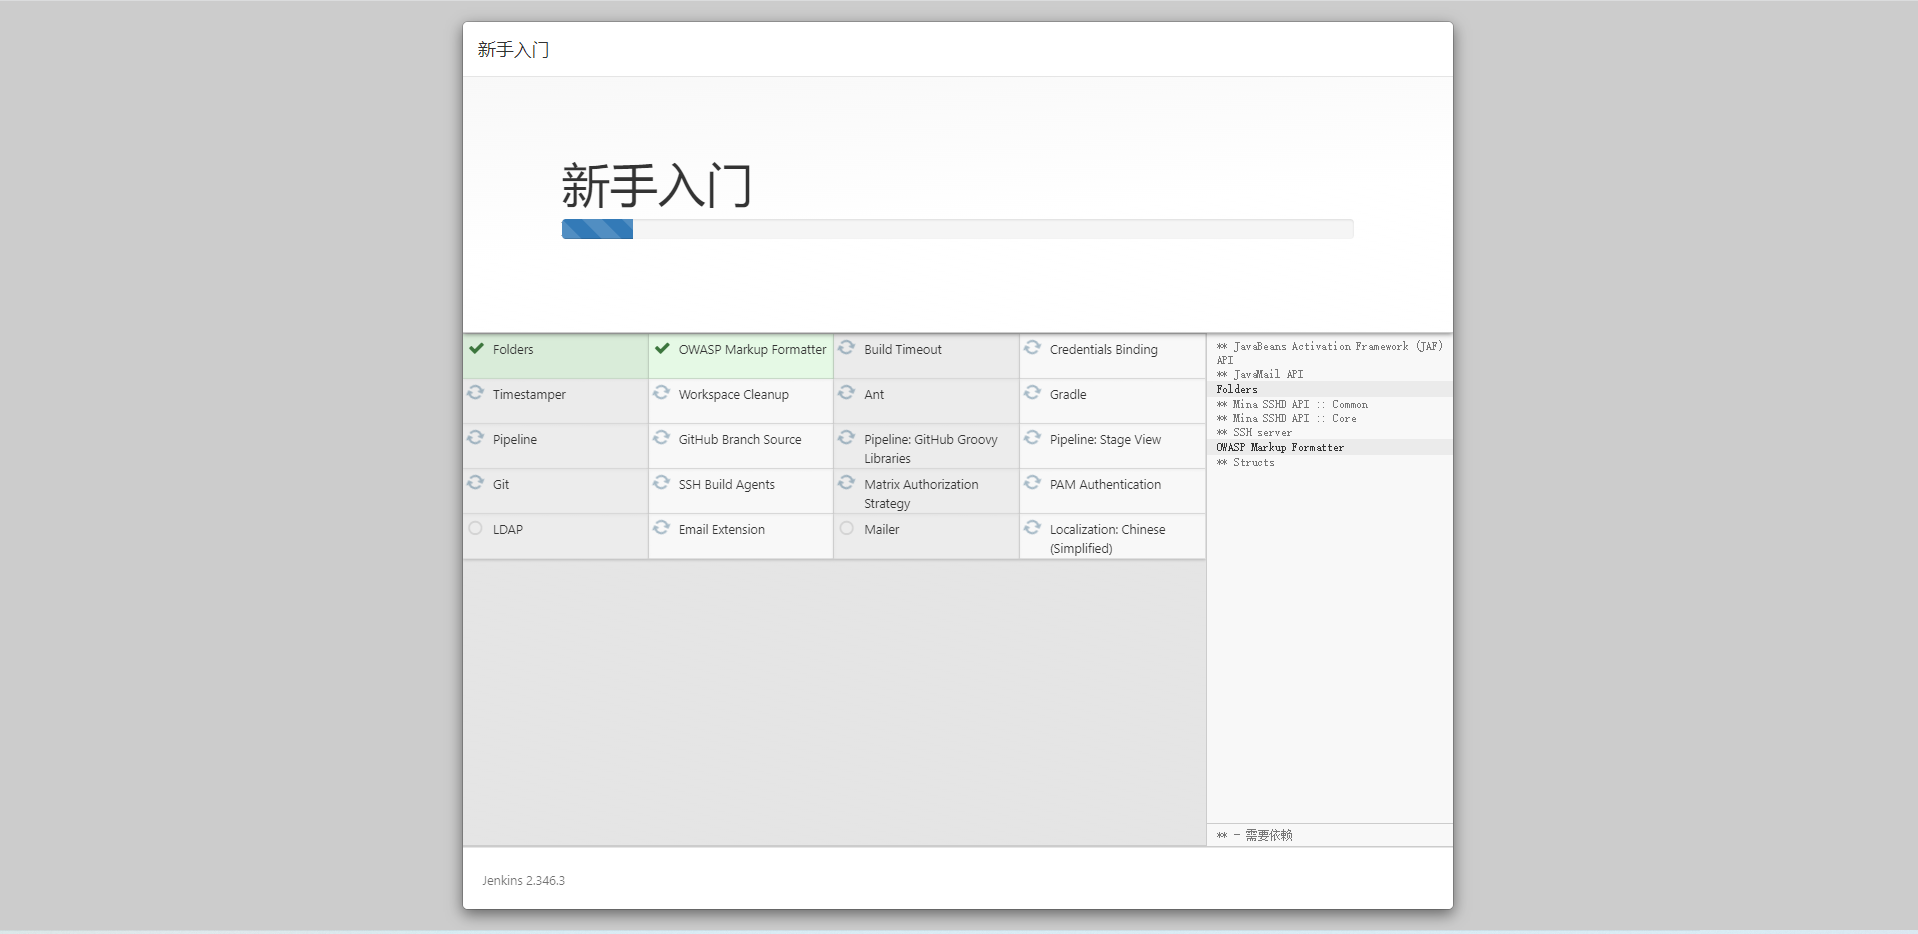 新手入门
新手入门
Folders
OWASP Markup Formatter
Build Timeout
Credentials Binding
Timestamper
Workspace Cleanup
Ant
Gradle
Pipeline
GitHub Branch Source
Pipeline: GitHub Groovy
Libraries
Pipeline: Stage View
Git
SSH Build Agents
Matrix Authorization
Strategy
PAM Authentication
LDAP
Email Extension
Mailer
Localization: Chinese
(Simplified)
** JavaBeans Activation Framework (JAF)
API
** JavaMail API
Folders
** Mina SSHD API :: Common
** Mina SSHD API :: Core
** SSH server
OWASP Markup Formatter
** Structs
** - 需要依赖
Jenkins 2.346.3